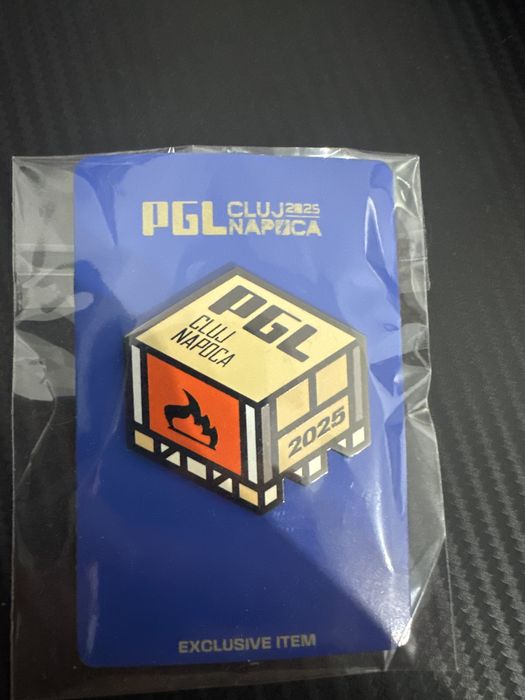 PGL CLUJ 2025
NAPOCA
PGL
CLUJ
NAPOCA
2025
EXCLUSIVE ITEM